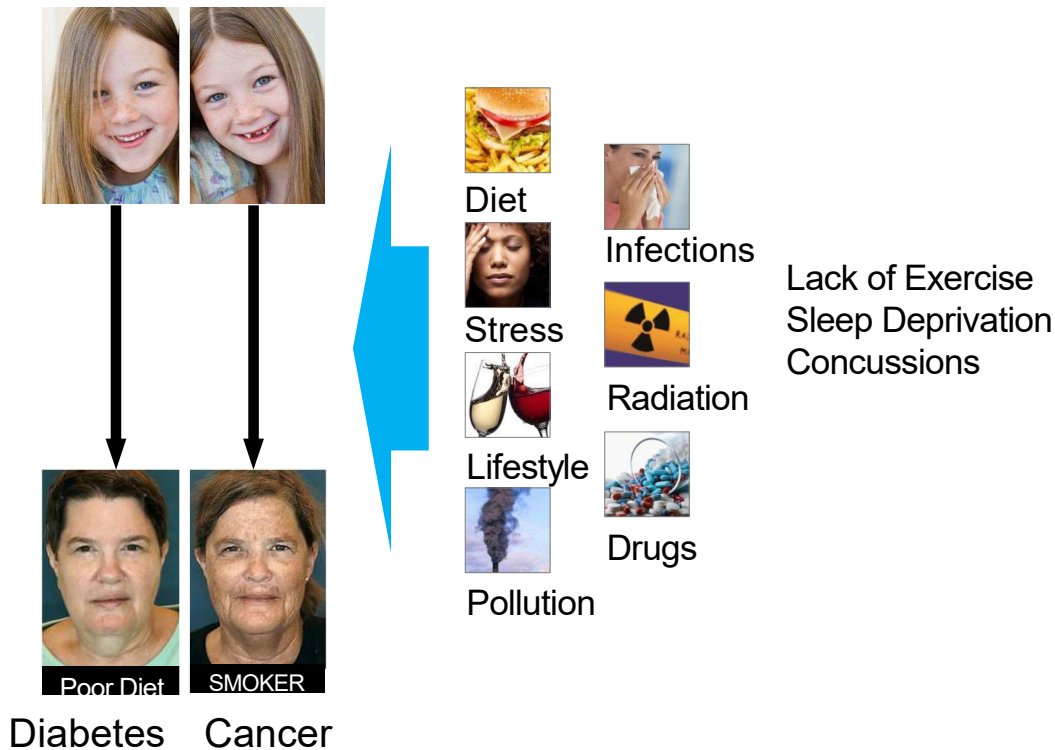 Diet
Infections
Stress
Radiation
Lifestyle
Drugs
Pollution
Lack of Exercise
Sleep Deprivation
Concussions
Poor Diet
SMOKER
Diabetes
Cancer